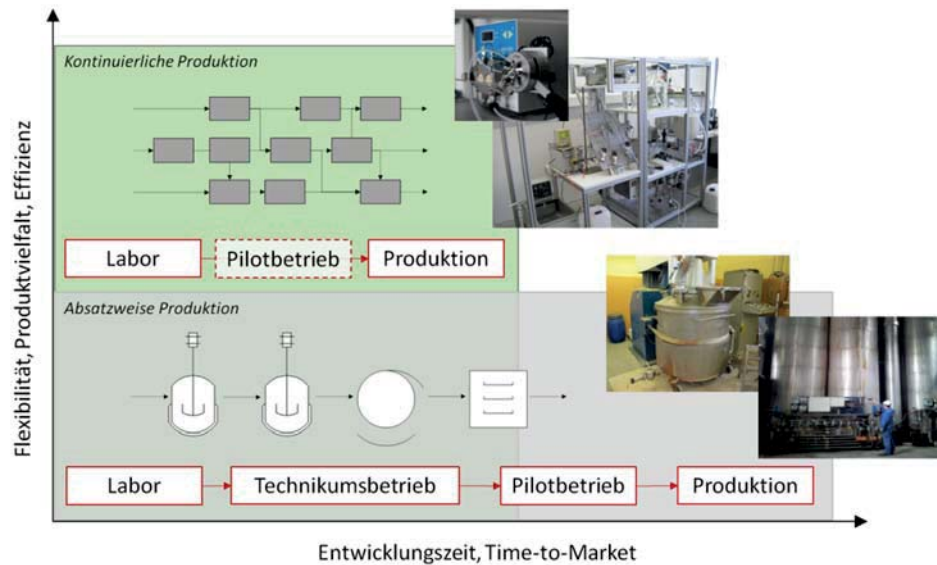 Kontinuierliche Produktion
Labor
Pilotbetrieb
Produktion
Absatzweise Produktion
Labor
Technikumsbetrieb
Pilotbetrieb
Produktion
Flexibilität, Produktvielfalt, Effizienz
Entwicklungszeit, Time-to-Market